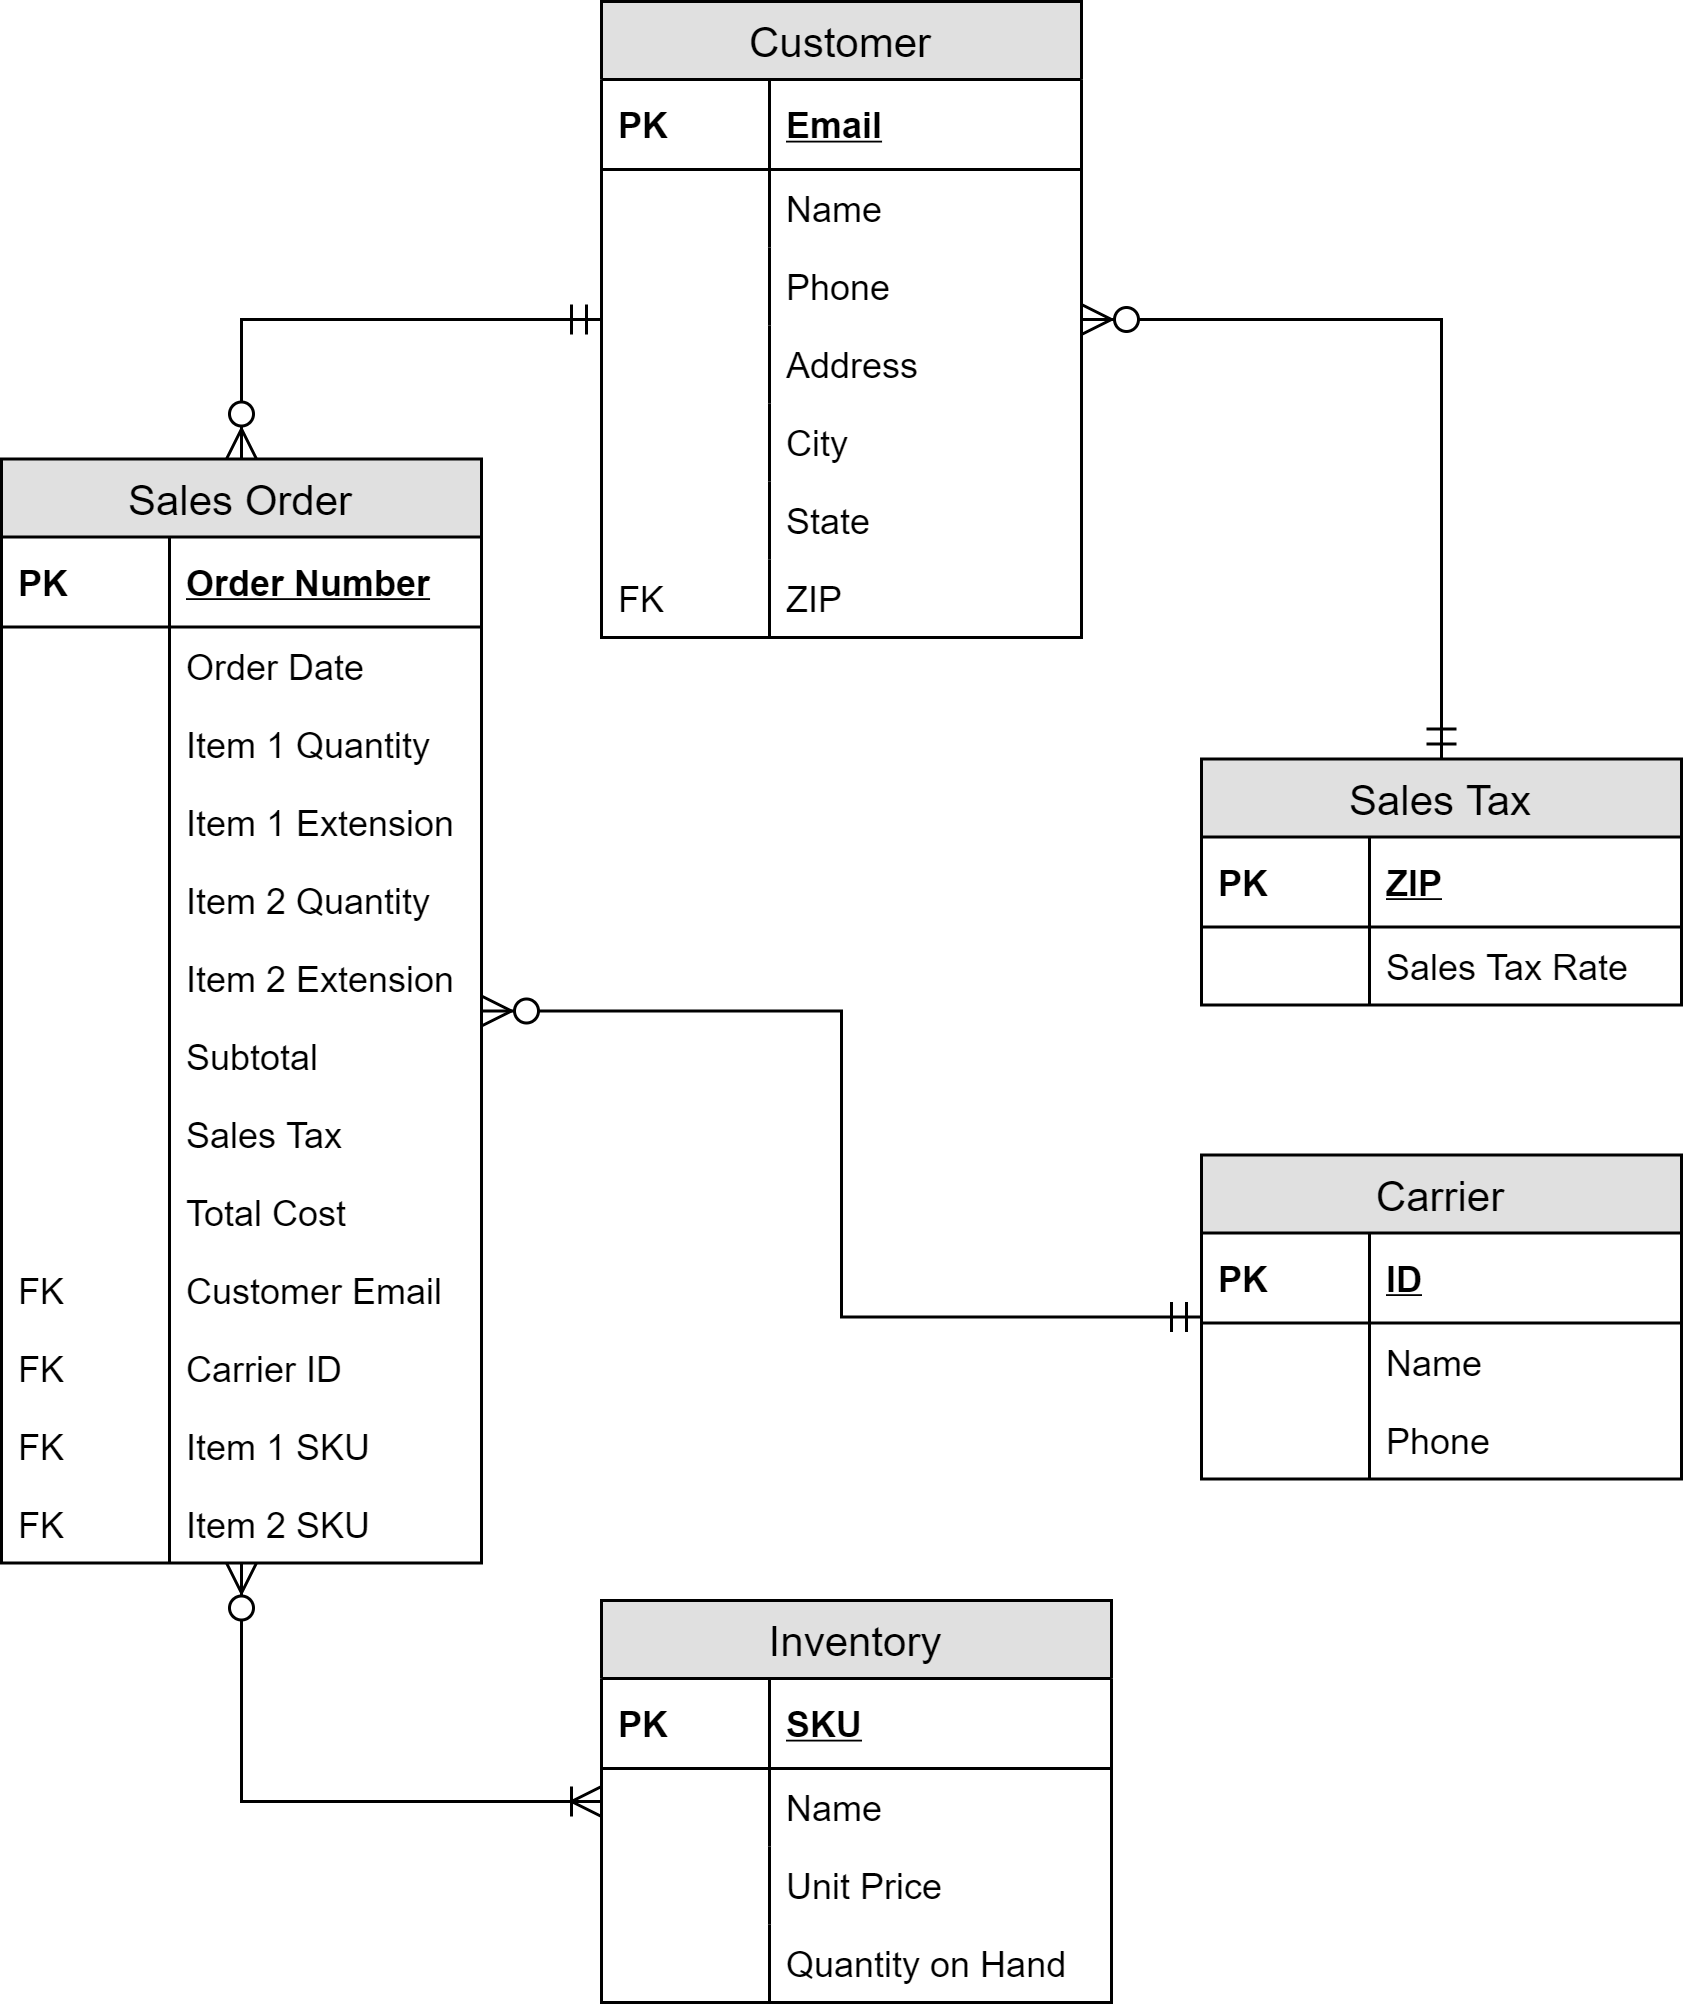 Customer
PK Email
Name
Phone
Address
City
State
FK ZIP
Sales Order
PK Order Number
Order Date
Item 1 Quantity
Item 1 Extension
Item 2 Quantity
Item 2 Extension
Subtotal
Sales Tax
Total Cost
FK Customer Email
FK Carrier ID
FK Item 1 SKU
FK Item 2 SKU
Sales Tax
PK ZIP
Sales Tax Rate
Carrier
PK ID
Name
Phone
Inventory
PK SKU
Name
Unit Price
Quantity on Hand